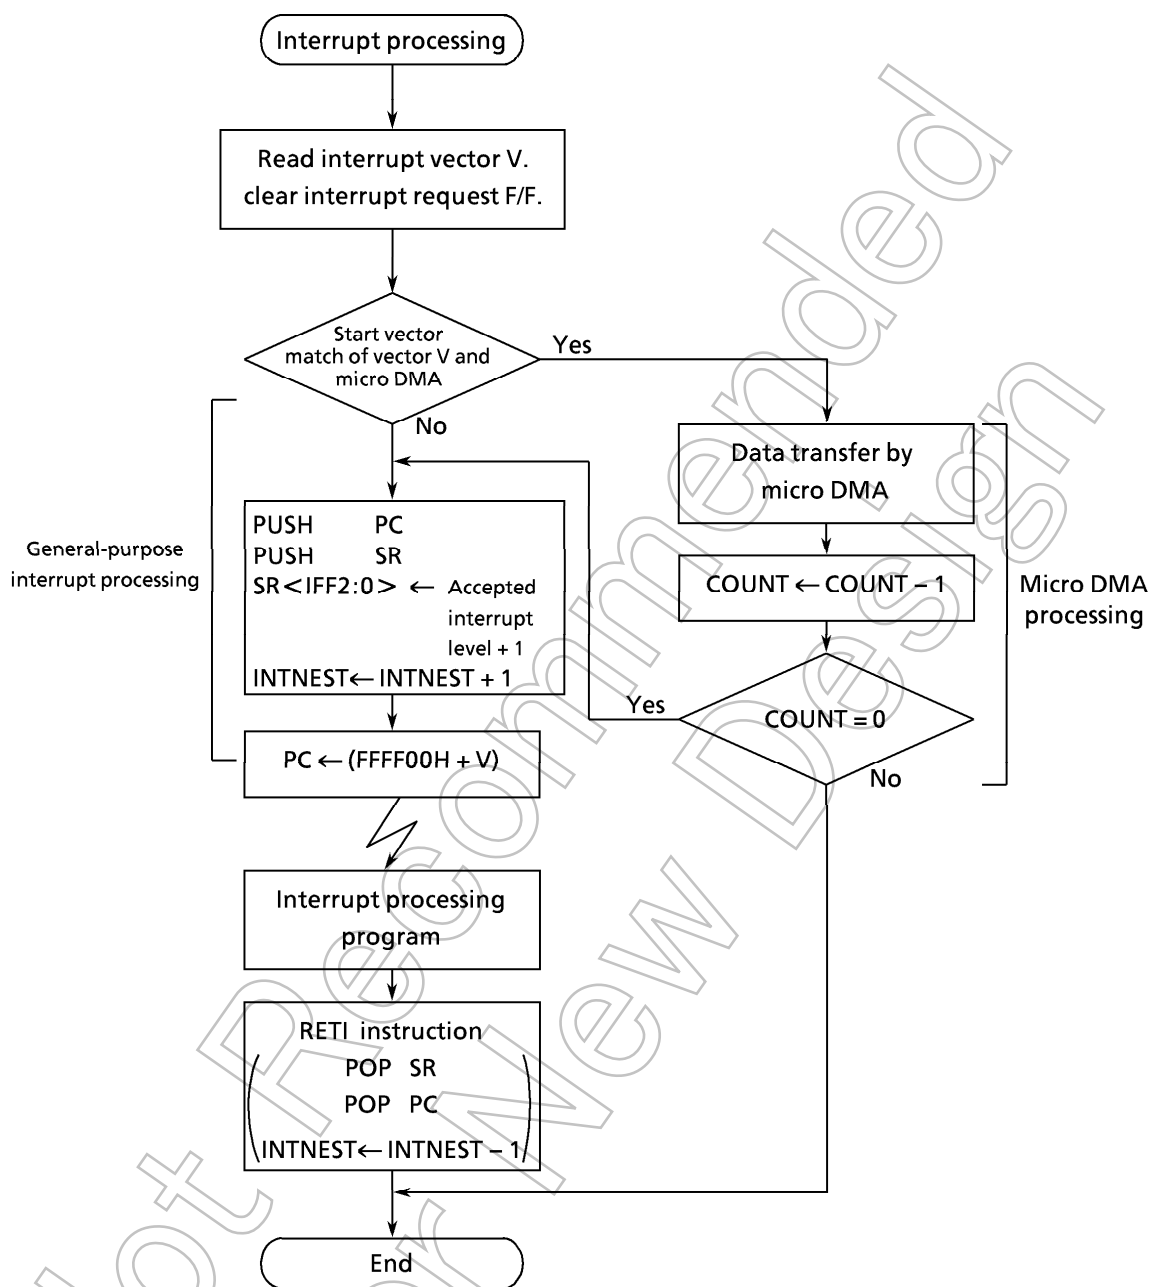 Interrupt processing
Read interrupt vector V.
clear interrupt request F/F.
Start vector
match of vector V and
micro DMA
Yes
No
Data transfer by
micro DMA
COUNT ← COUNT – 1
COUNT = 0
Yes
No
Micro DMA
processing
General-purpose
interrupt processing
PUSH PC
PUSH SR
SR<IFF2:0> ← Accepted
interrupt
level + 1
INTNEST← INTNEST + 1
PC ← (FFFF00H + V)
Interrupt processing
program
RETI instruction
POP SR
POP PC
INTNEST← INTNEST – 1
End
Recommended
New Design